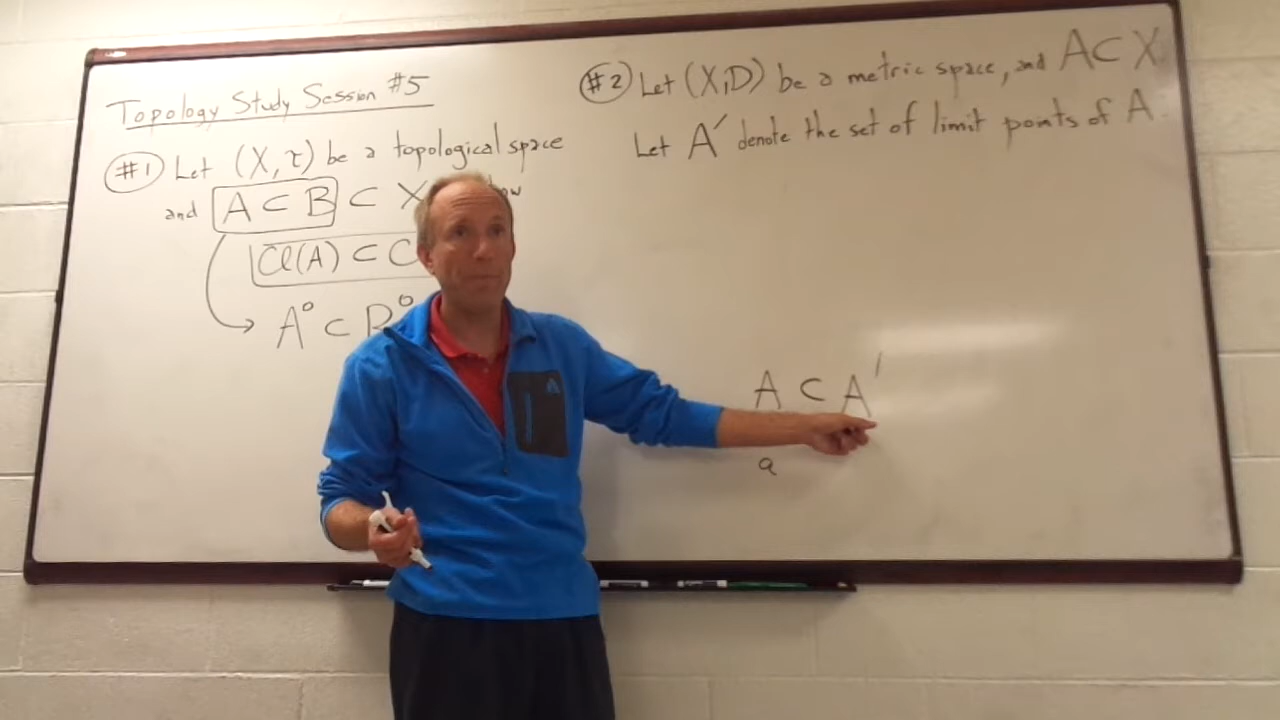 Topology Study Session #5
#1 Let (X, τ) be a topological space
and A ⊂ B ⊂ X
Cl(A) ⊂ C
A° ⊂ B°
#2 Let (X,D) be a metric space, and A ⊂ X.
Let A′ denote the set of limit points of A.
A ⊂ A′
a